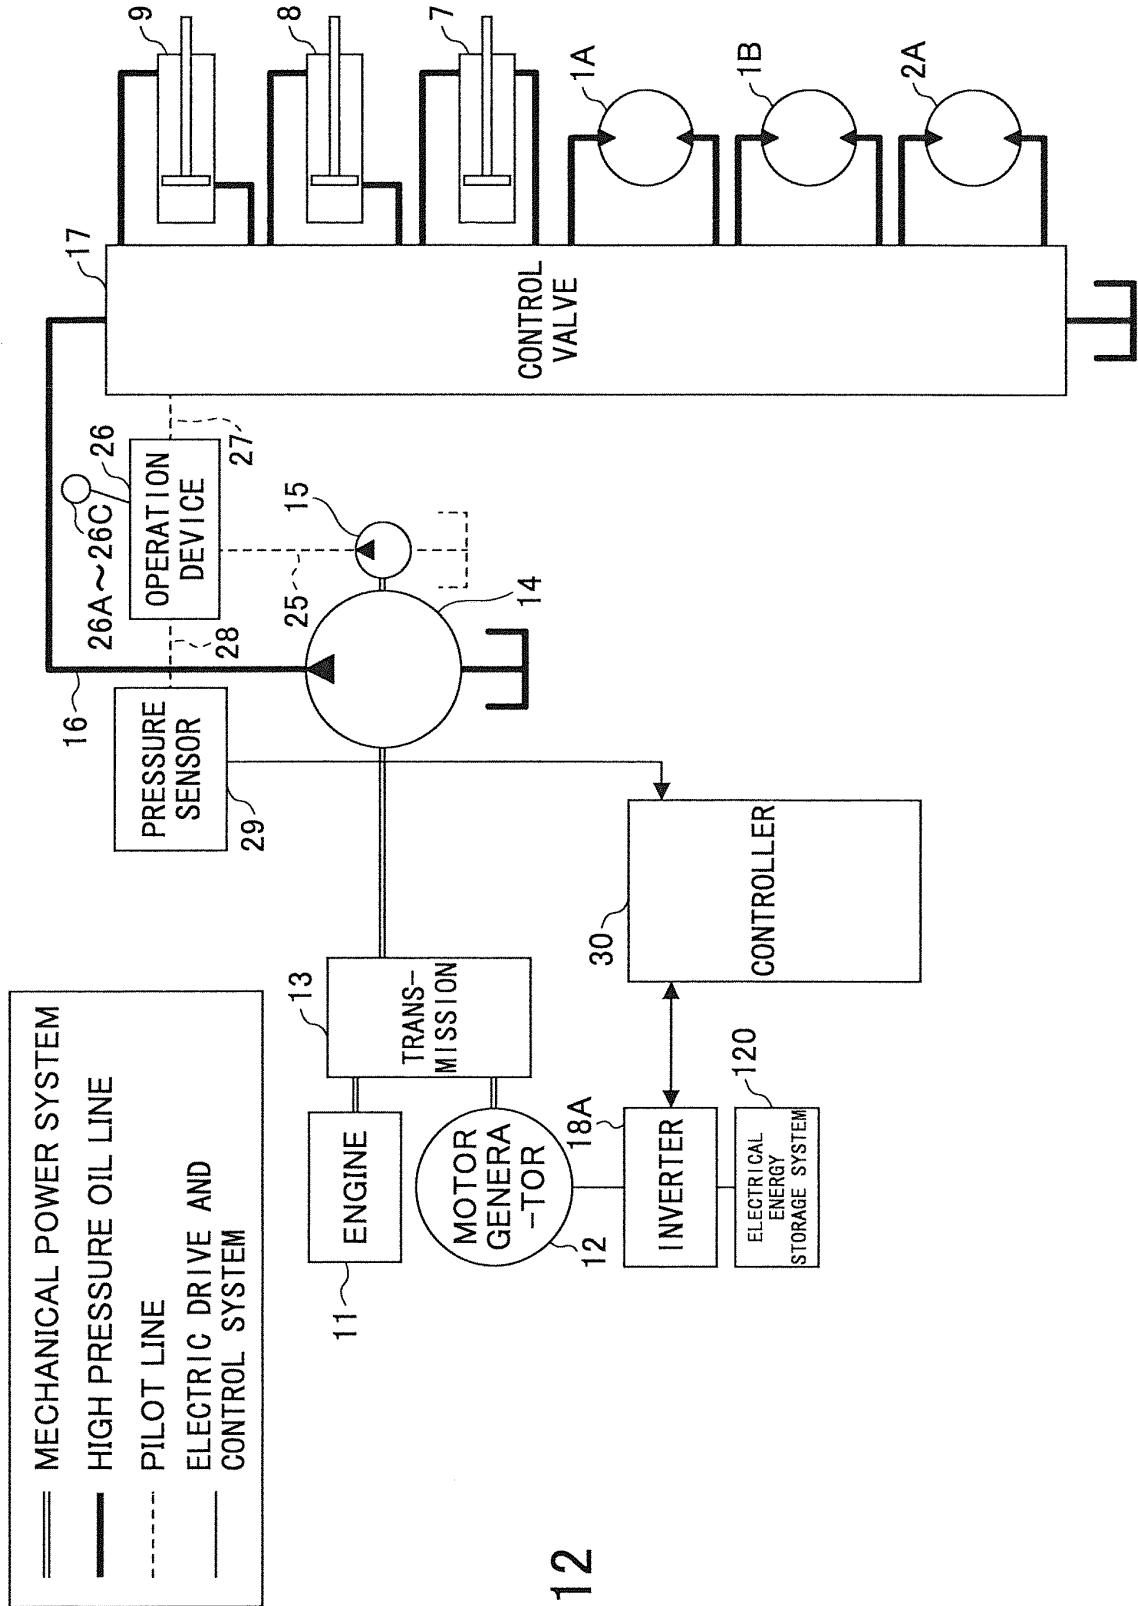 MECHANICAL POWER SYSTEM
HIGH PRESSURE OIL LINE
PILOT LINE
ELECTRIC DRIVE AND
CONTROL SYSTEM
11
ENGINE
13
TRANS-
MISSION
MOTOR
GENERA
-TOR
12
18A
INVERTER
120
ELECTRICAL
ENERGY
STORAGE SYSTEM
30
CONTROLLER
PRESSURE
SENSOR
29
16
28
26A~26C
26
OPERATION
DEVICE
27
25
15
14
17
CONTROL
VALVE
9
8
7
1A
1B
2A
12